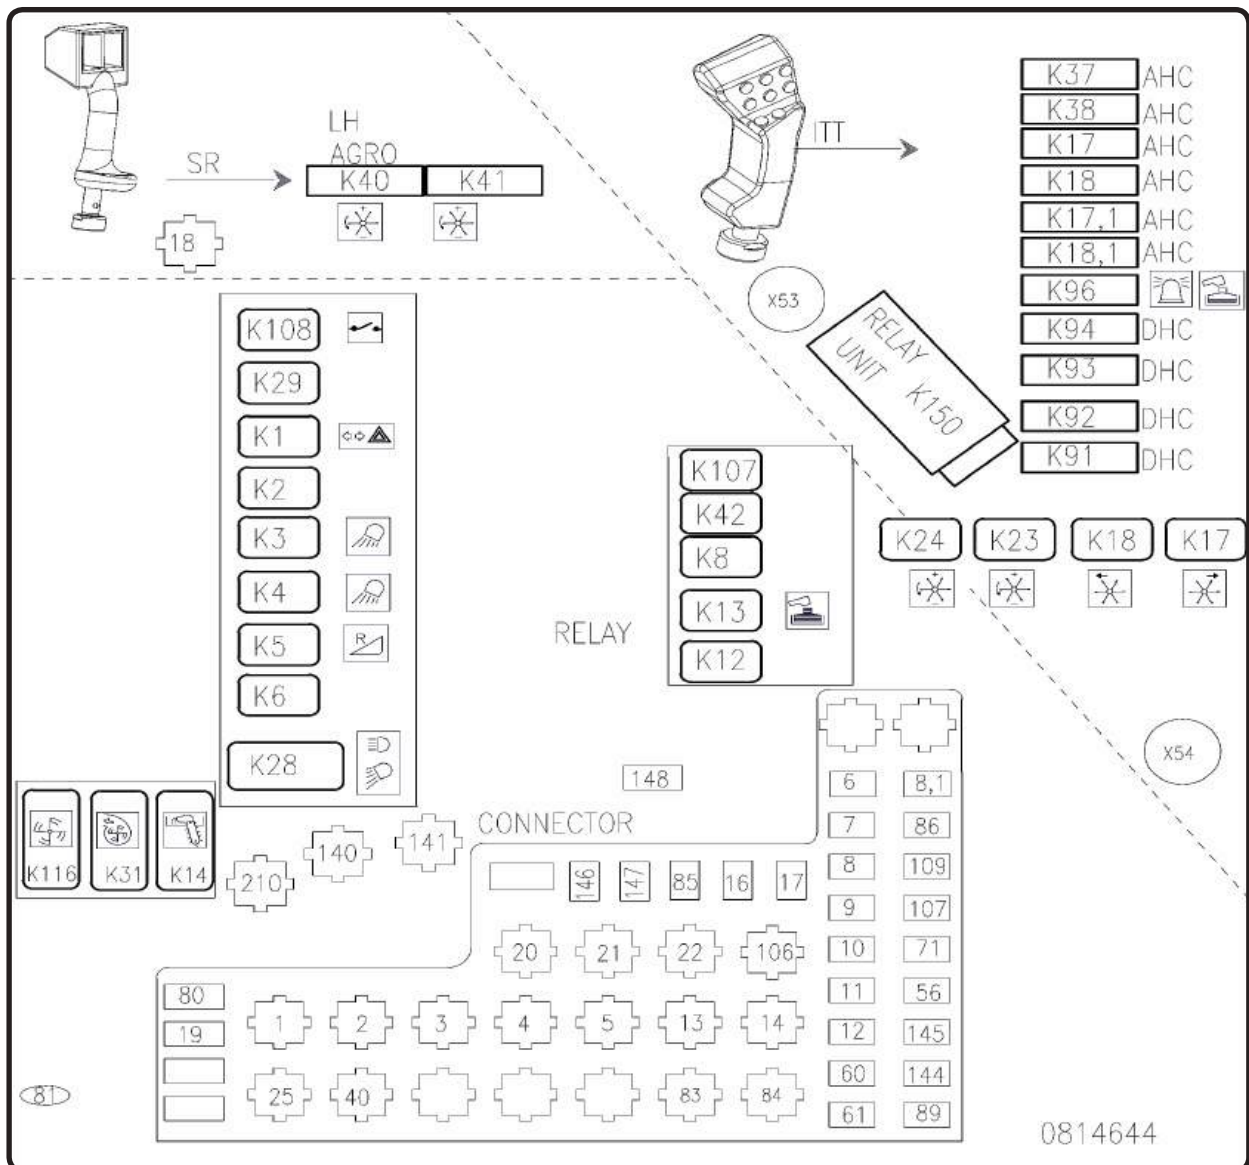 SR
LH
AGRO
K40 K41
18
ITT
K37 AHC
K38 AHC
K17 AHC
K18 AHC
K17,1 AHC
K18,1 AHC
K96
K94 DHC
K93 DHC
K92 DHC
K91 DHC
X53
RELAY
UNIT K150
K108
K29
K1
K2
K3
K4
R
K5
K6
K28
K107
K42
K8
K13
K12
RELAY
K24 K23 K18 K17
X54
K116 K31 K14
210
140
141
148
CONNECTOR
146 147 85 16 17
20 21 22 106
80
19
1 2 3 4 5 13 14
25 40 83 84
6 8,1
7 86
8 109
9 107
10 71
11 56
12 145
60 144
61 89
81
0814644